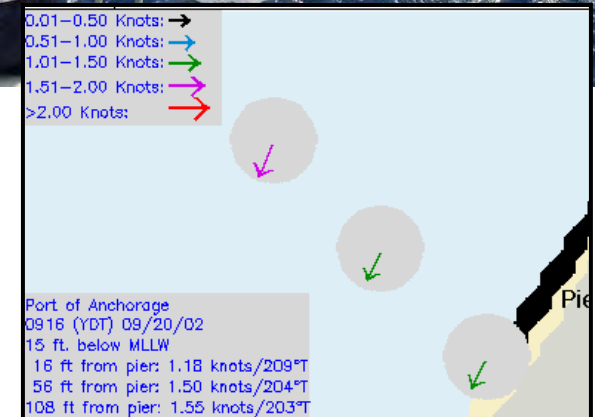 0.01-0.50 Knots:
0.51-1.00 Knots:
1.01-1.50 Knots:
1.51-2.00 Knots:
>2.00 Knots:
Pie
Port of Anchorage
0916 (YDT) 09/20/02
15 ft. below MLLW
16 ft from pier: 1.18 knots/209°T
56 ft from pier: 1.50 knots/204°T
108 ft from pier: 1.55 knots/203°T